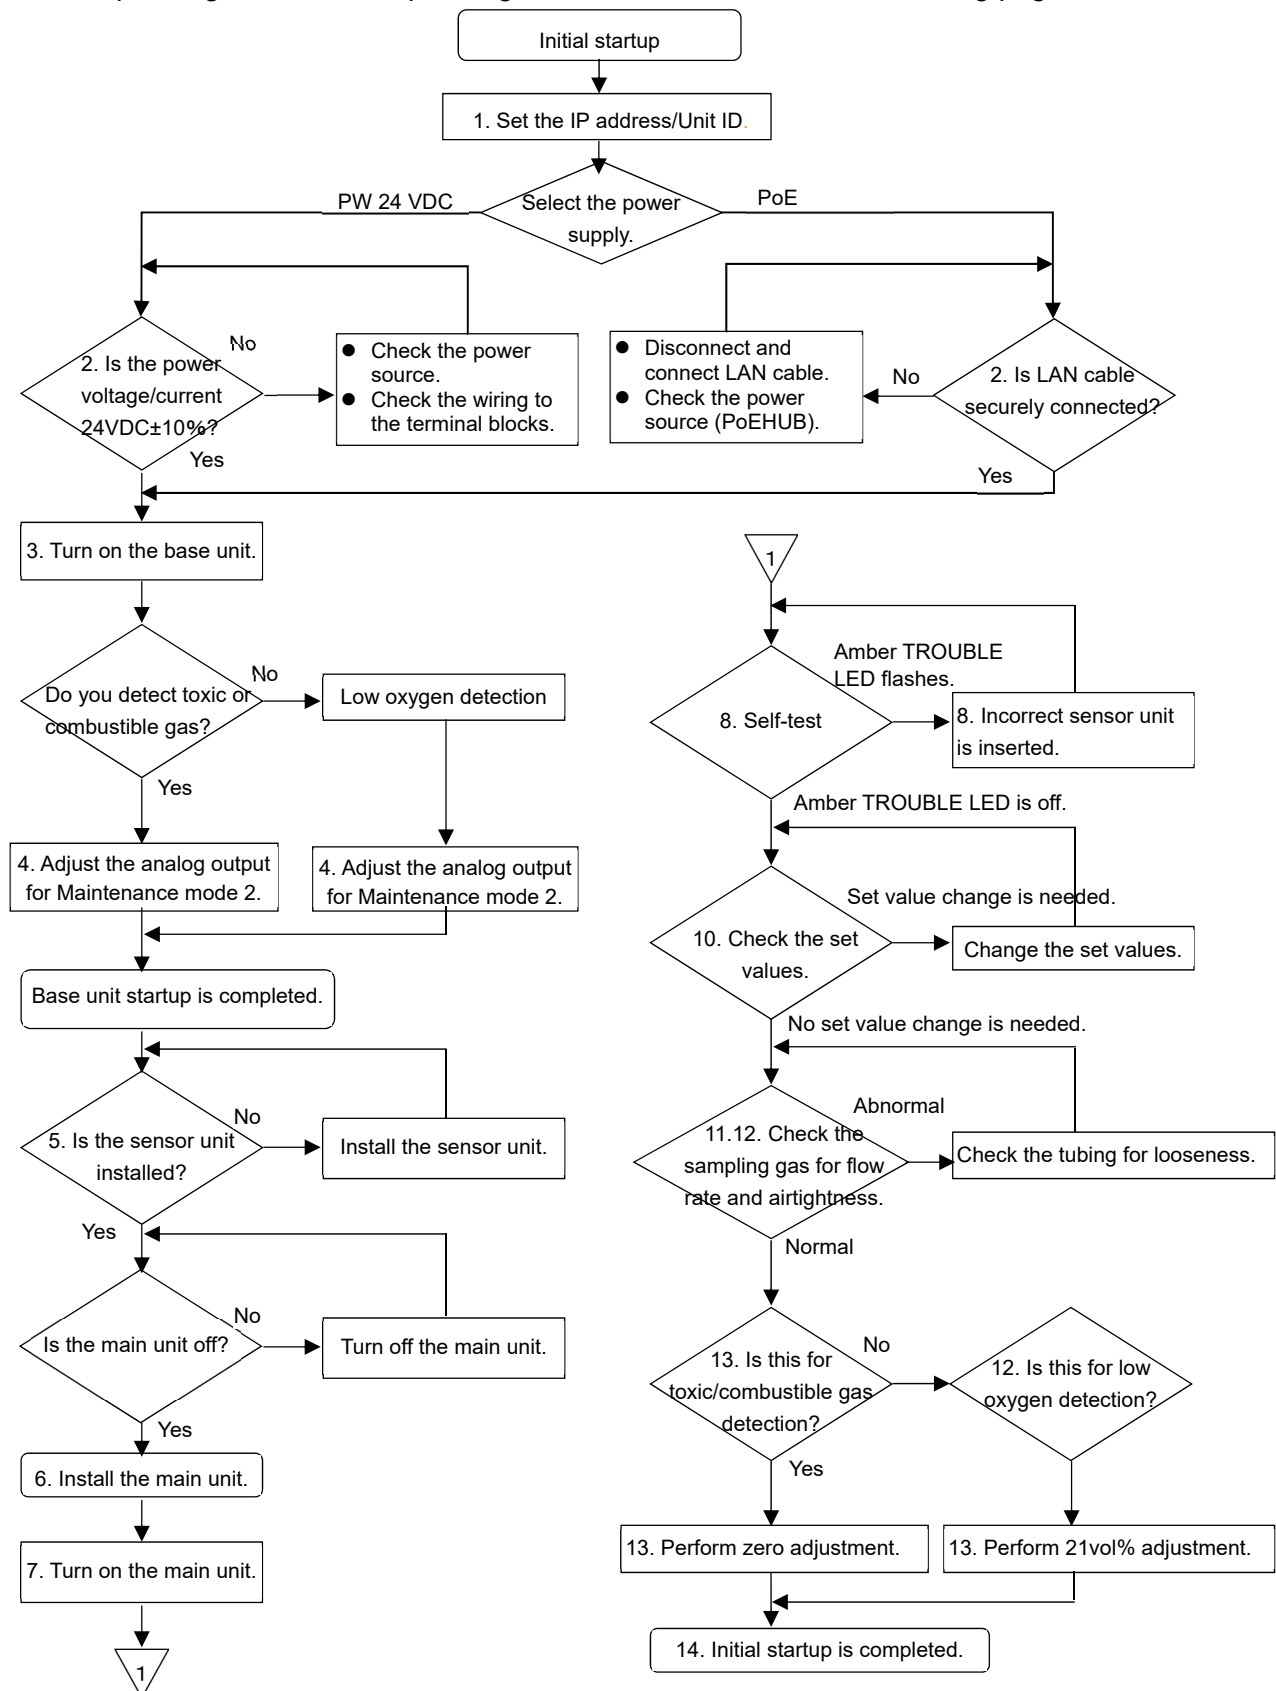 Initial startup
1. Set the IP address/Unit ID.
PW 24 VDC
Select the power
supply.
PoE
2. Is the power
voltage/current
24VDC±10%?
No
Yes
● Check the power
source.
● Check the wiring to
the terminal blocks.
● Disconnect and
connect LAN cable.
● Check the power
source (PoEHUB).
No
2. Is LAN cable
securely connected?
Yes
3. Turn on the base unit.
Do you detect toxic or
combustible gas?
No
Low oxygen detection
Yes
4. Adjust the analog output
for Maintenance mode 2.
4. Adjust the analog output
for Maintenance mode 2.
Base unit startup is completed.
5. Is the sensor unit
installed?
No
Install the sensor unit.
Yes
Is the main unit off?
No
Turn off the main unit.
Yes
6. Install the main unit.
7. Turn on the main unit.
1
1
Amber TROUBLE
LED flashes.
8. Self-test
8. Incorrect sensor unit
is inserted.
Amber TROUBLE LED is off.
Set value change is needed.
10. Check the set
values.
Change the set values.
No set value change is needed.
Abnormal
11.12. Check the
sampling gas for flow
rate and airtightness.
Check the tubing for looseness.
Normal
13. Is this for
toxic/combustible gas
detection?
No
12. Is this for low
oxygen detection?
Yes
13. Perform zero adjustment.
13. Perform 21vol% adjustment.
14. Initial startup is completed.